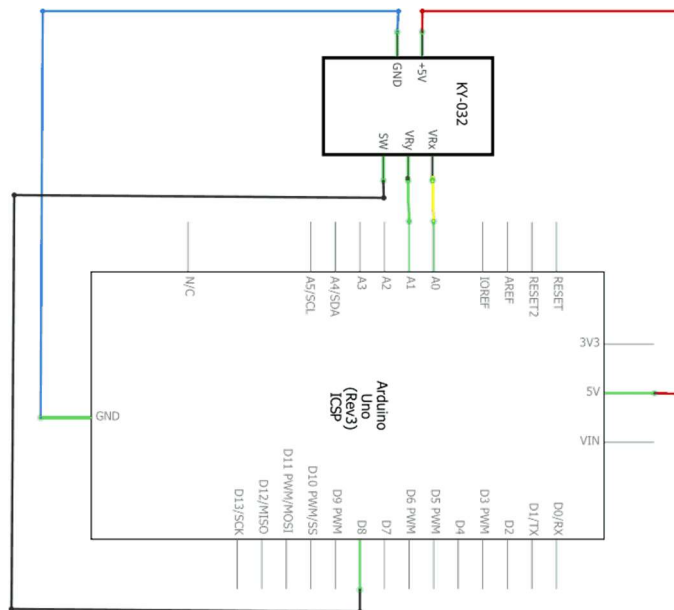 GND
+5V
KY-032
SW
VRy
VRx
N/C
A5/SCL
A4/SDA
A3
A2
A1
A0
IOREF
AREF
RESET2
RESET
3V3
5V
VIN
GND
Arduino
Uno
(Rev3)
ICSP
D13/SCK
D12/MISO
D11 PWM/MOSI
D10 PWM/SS
D9 PWM
D8
D7
D6 PWM
D5 PWM
D4
D3 PWM
D2
D1/TX
D0/RX